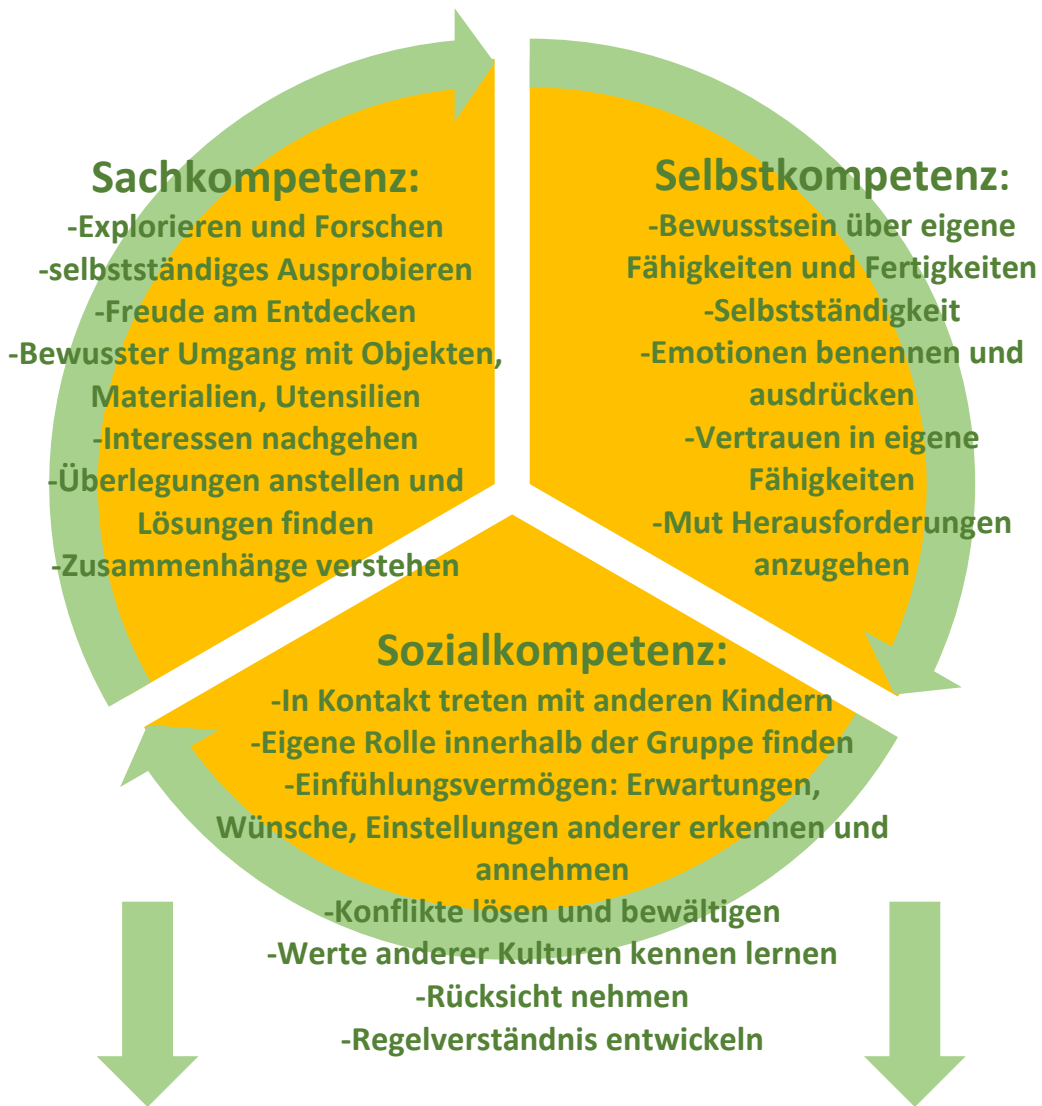 Sachkompetenz:
-Explorieren und Forschen
-selbstständiges Ausprobieren
-Freude am Entdecken
-Bewusster Umgang mit Objekten,
Materialien, Utensilien
-Interessen nachgehen
-Überlegungen anstellen und
Lösungen finden
-Zusammenhänge verstehen
Selbstkompetenz:
-Bewusstsein über eigene
Fähigkeiten und Fertigkeiten
-Selbstständigkeit
-Emotionen benennen und
ausdrücken
-Vertrauen in eigene
Fähigkeiten
-Mut Herausforderungen
anzugehen
Sozialkompetenz:
-In Kontakt treten mit anderen Kindern
-Eigene Rolle innerhalb der Gruppe finden
-Einfühlungsvermögen: Erwartungen,
Wünsche, Einstellungen anderer erkennen und
annehmen
-Konflikte lösen und bewältigen
-Werte anderer Kulturen kennen lernen
-Rücksicht nehmen
-Regelverständnis entwickeln